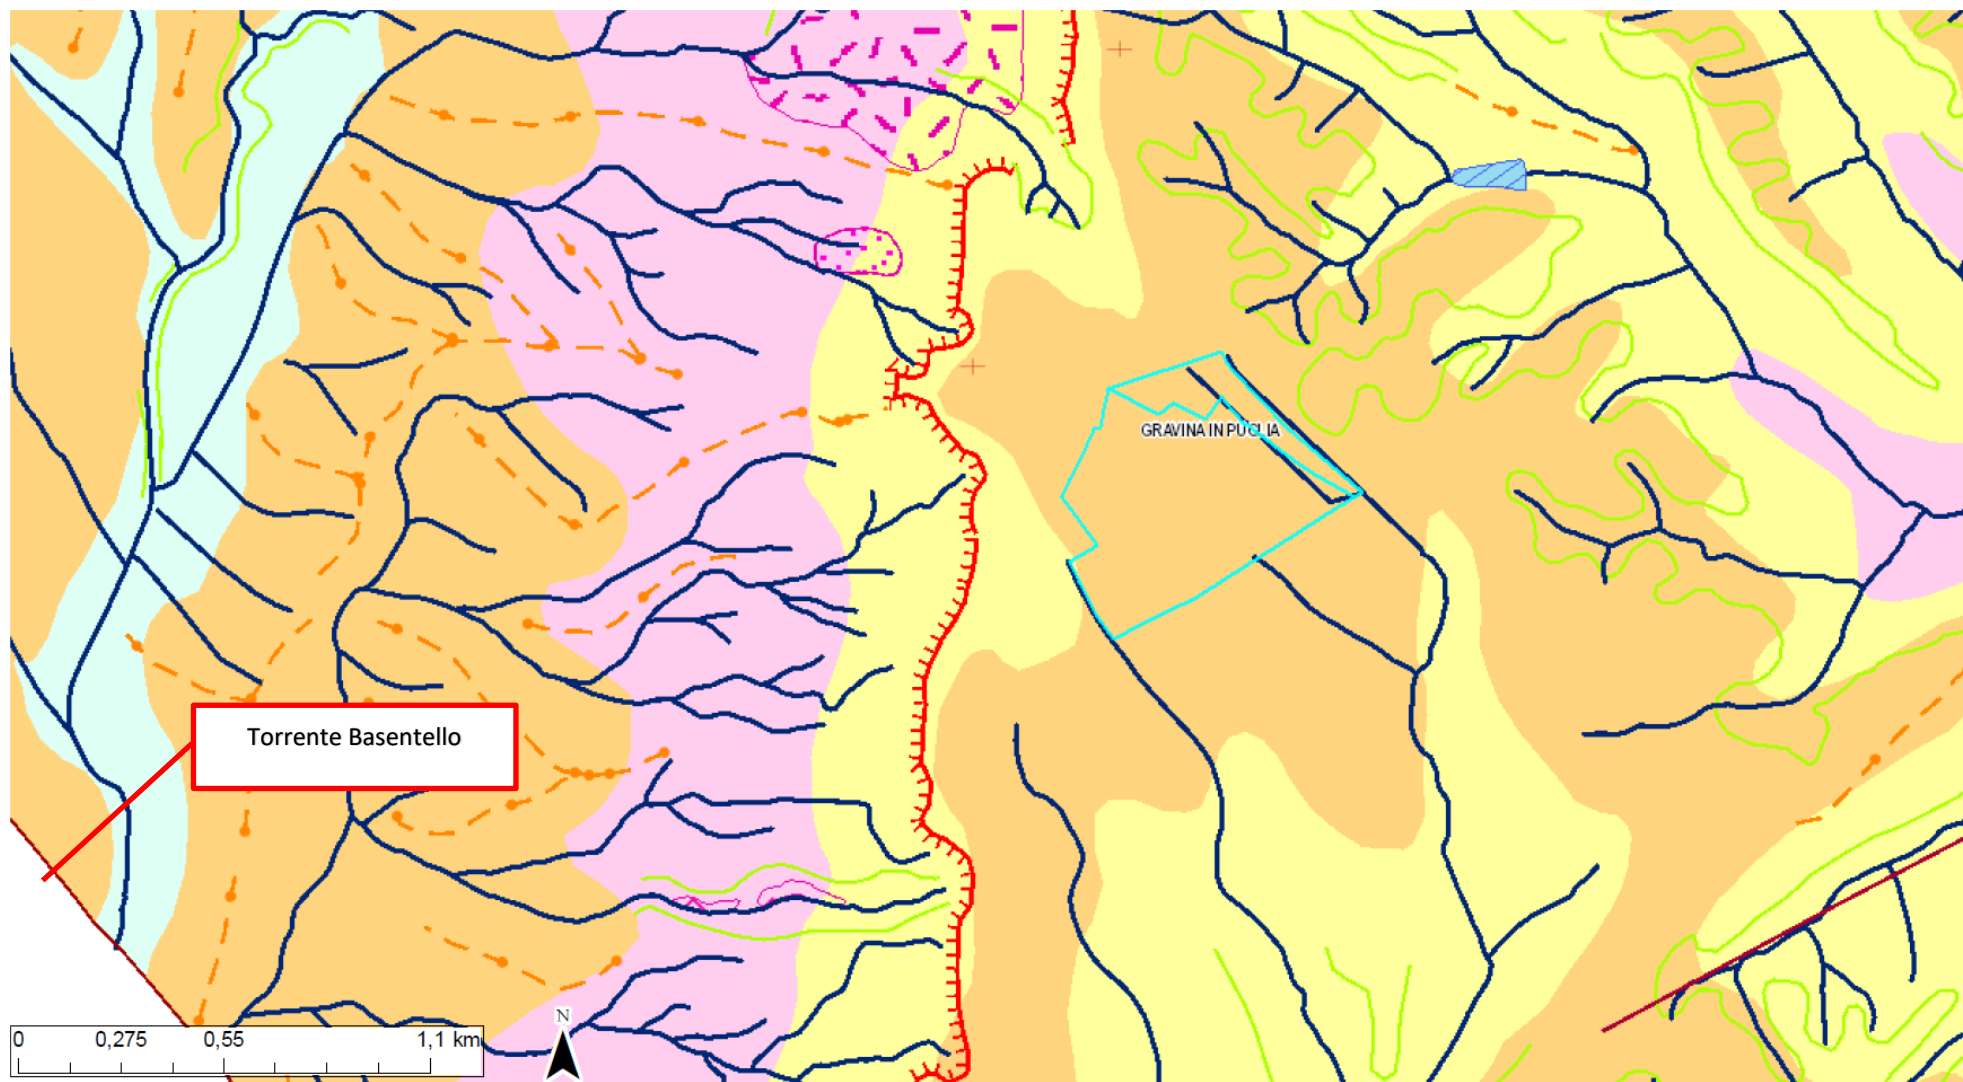 GRAVINA IN PUGLIA
Torrente Basentello
N
0 0,275 0,55 1,1 km